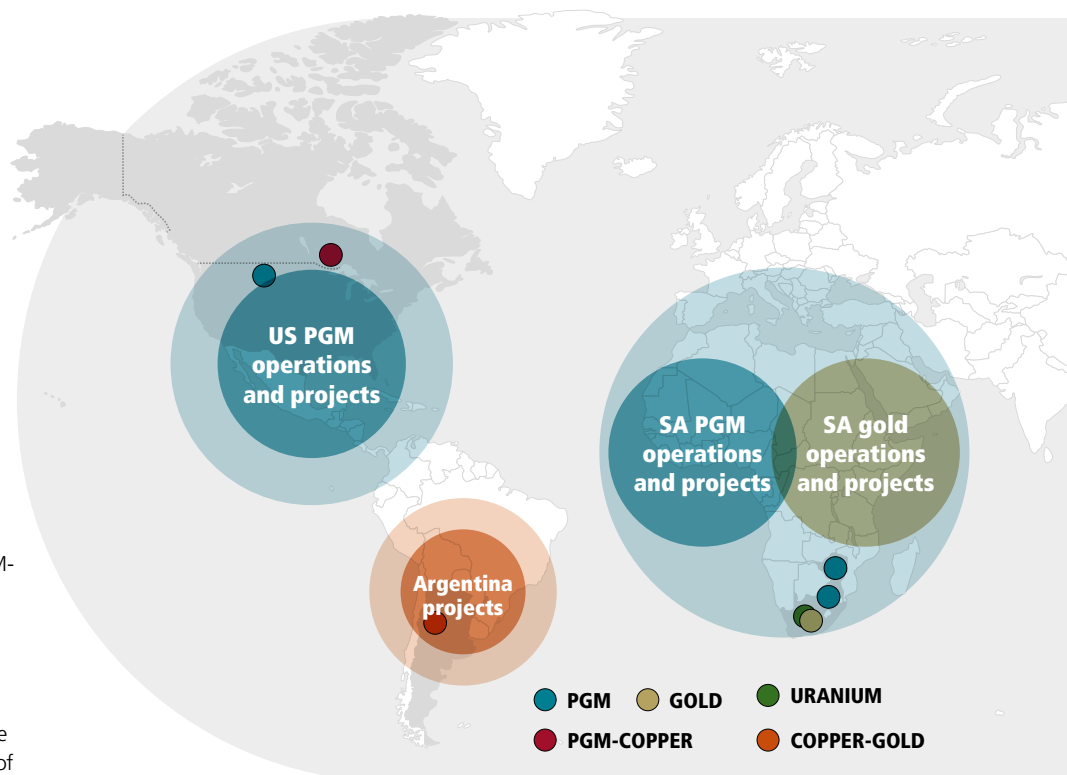 US PGM
operations
and projects
SA PGM
operations
and projects
SA gold
operations
and projects
Argentina
projects
M-
e
of
PGM
GOLD
URANIUM
PGM-COPPER
COPPER-GOLD